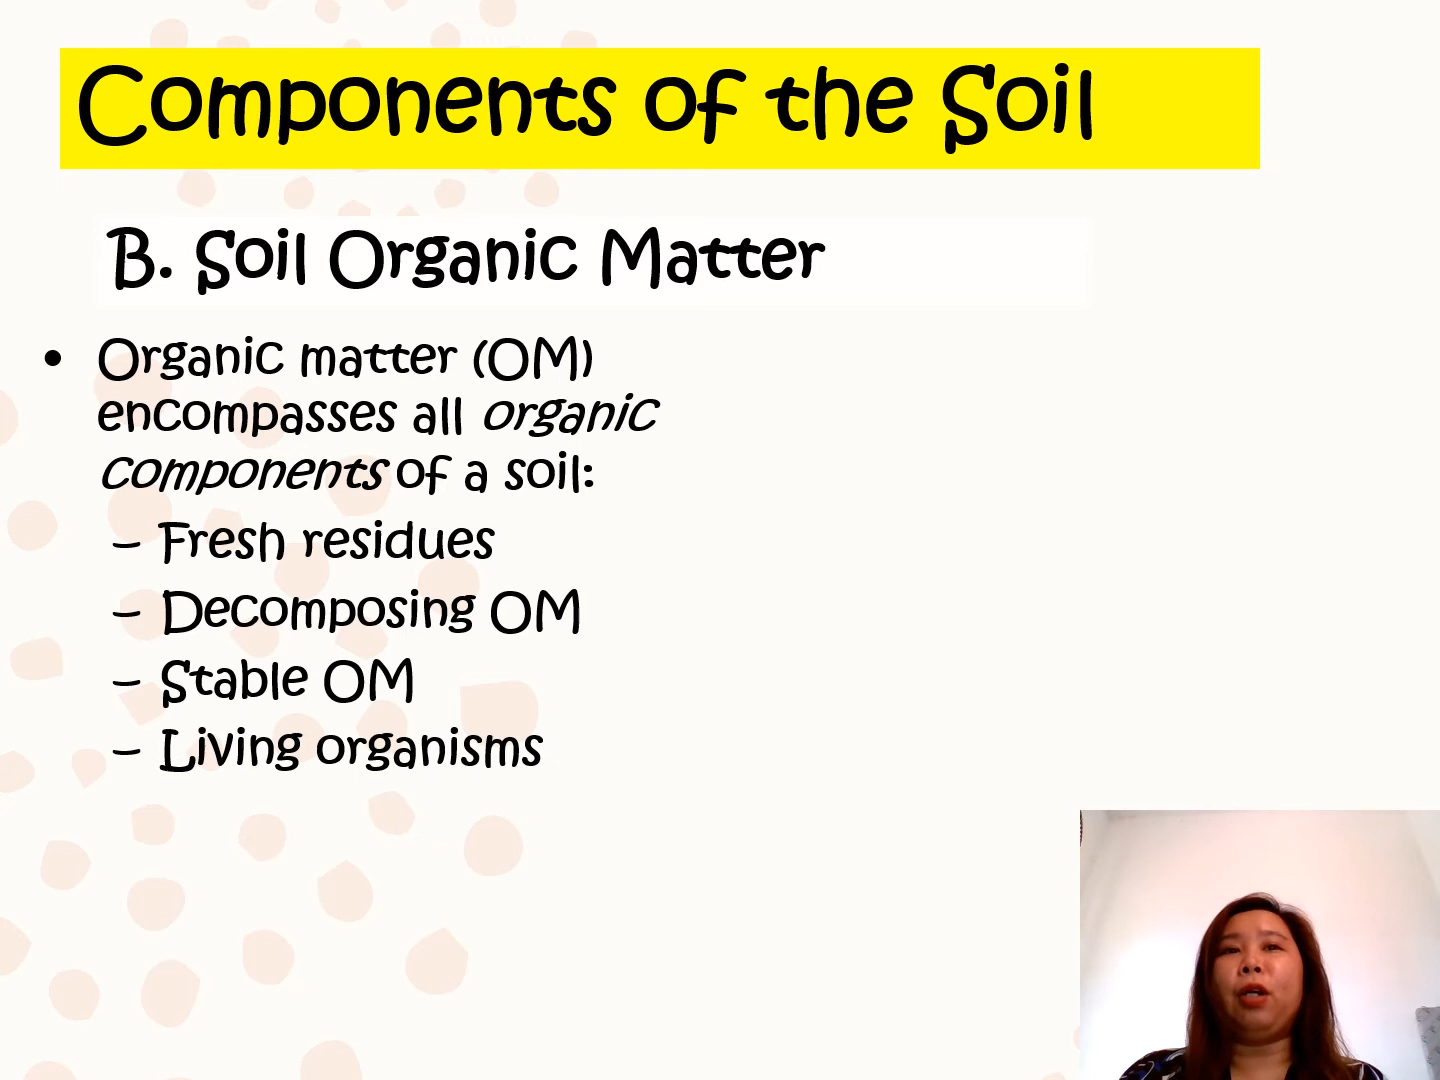 Components of the Soil
B. Soil Organic Matter
• Organic matter (OM)
encompasses all organic
components of a soil:
– Fresh residues
– Decomposing OM
– Stable OM
– Living organisms